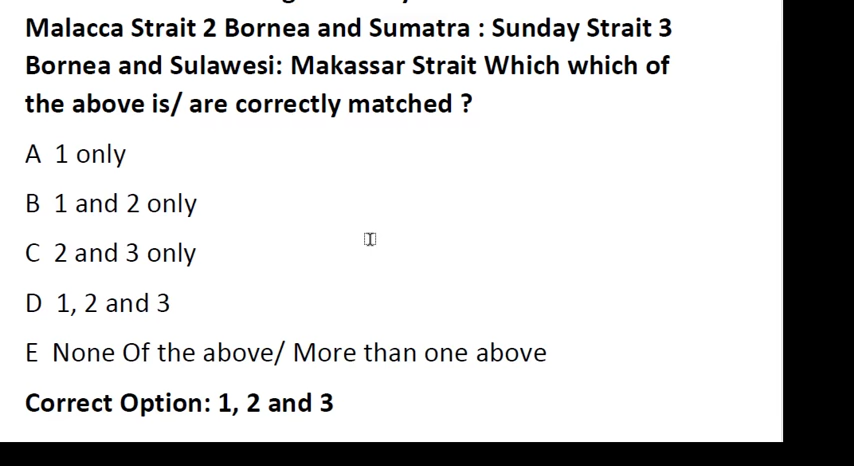 Malacca Strait 2 Bornea and Sumatra : Sunday Strait 3
Bornea and Sulawesi: Makassar Strait Which which of
the above is/ are correctly matched ?
A 1 only
B 1 and 2 only
C 2 and 3 only
D 1, 2 and 3
E None Of the above/ More than one above
Correct Option: 1, 2 and 3